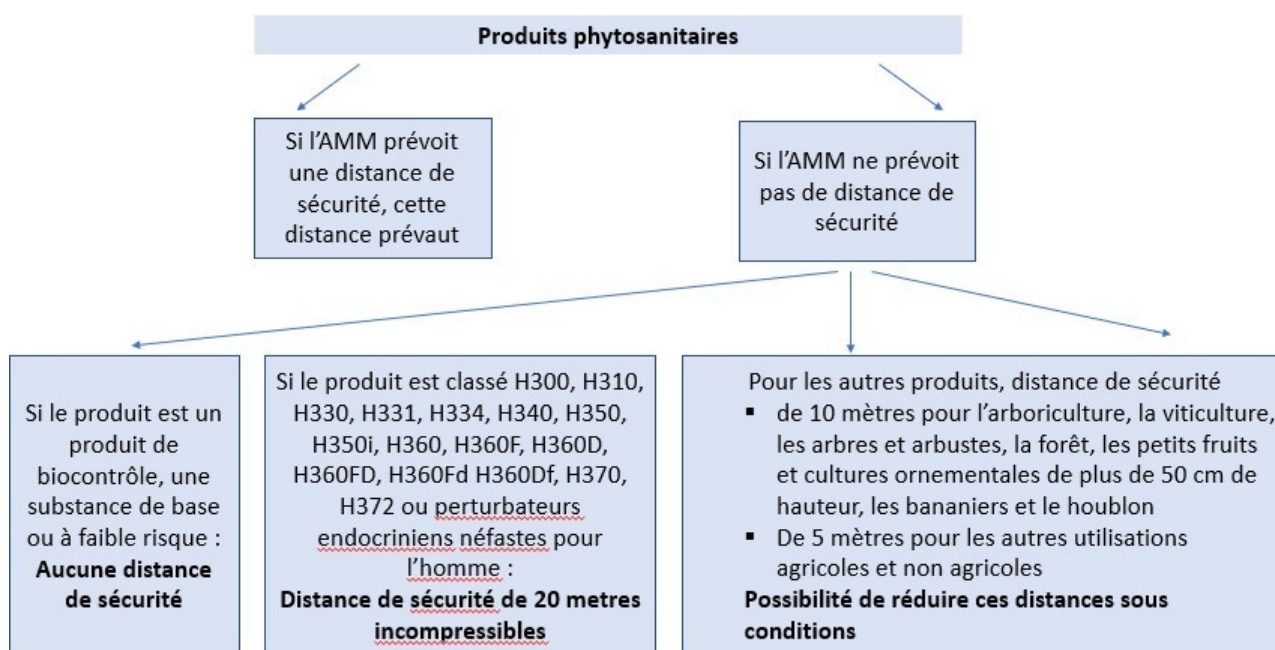 Produits phytosanitaires
Si l'AMM prévoit
une distance de
sécurité, cette
distance prévaut
Si l'AMM ne prévoit
pas de distance de
sécurité
Si le produit est un
produit de
biocontrôle, une
substance de base
ou à faible risque :
Aucune distance
de sécurité
Si le produit est classé H300, H310,
H330, H331, H334, H340, H350,
H350i, H360, H360F, H360D,
H360FD, H360Fd H360Df, H370,
H372 ou perturbateurs
endocriniens néfastes pour
l'homme :
Distance de sécurité de 20 metres
incompressibles
Pour les autres produits, distance de sécurité
▪ de 10 mètres pour l'arboriculture, la viticulture,
les arbres et arbustes, la forêt, les petits fruits
et cultures ornementales de plus de 50 cm de
hauteur, les bananiers et le houblon
▪ De 5 mètres pour les autres utilisations
agricoles et non agricoles
Possibilité de réduire ces distances sous
conditions